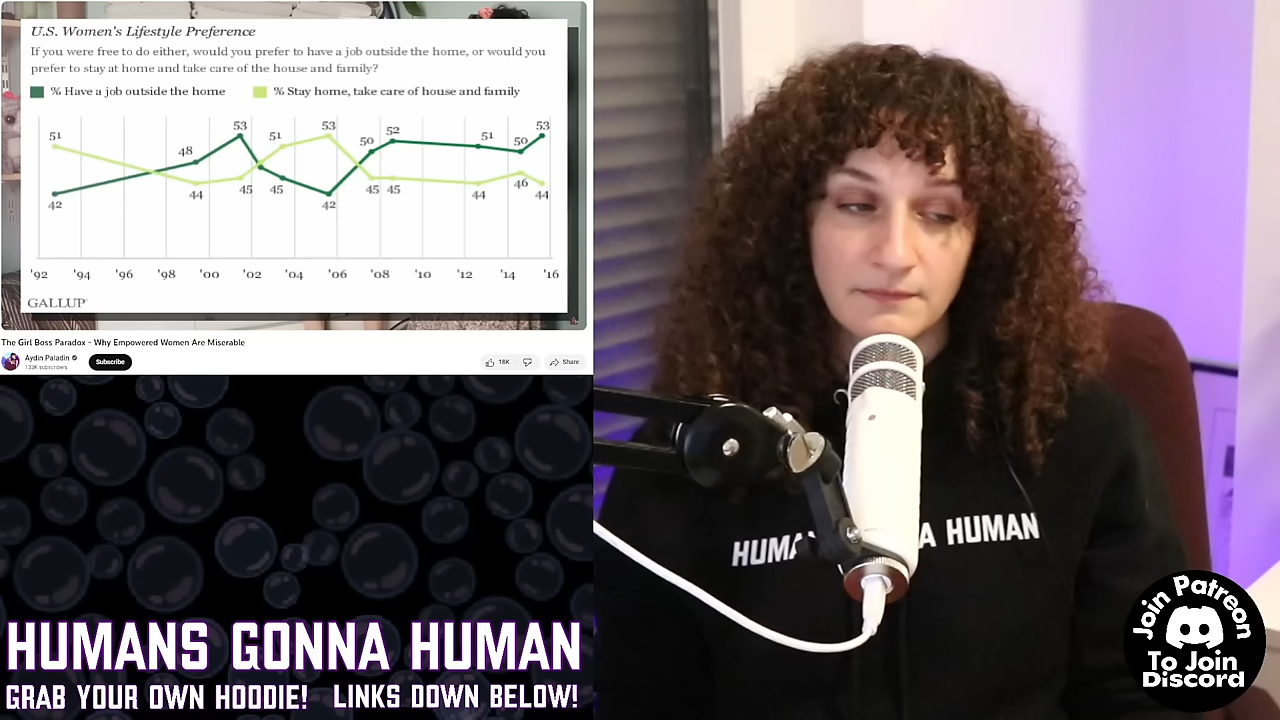 U.S. Women's Lifestyle Preference
If you were free to do either, would you prefer to have a job outside the home, or would you
prefer to stay at home and take care of the house and family?
% Have a job outside the home % Stay home, take care of house and family
51 48 53 51 53 50 52 51 50 53
42 44 45 45 42 45 45 44 46 44
'92 '94 '96 '98 '00 '02 '04 '06 '08 '10 '12 '14 '16
GALLUP
The Girl Boss Paradox - Why Empowered Women Are Miserable
Aydin Paladin
133K subscribers
Subscribe
18K
Share
HUMANS GONNA HUMAN
GRAB YOUR OWN HOODIE! LINKS DOWN BELOW!
HUMA A HUMAN
Join Patreon
To Join
Discord